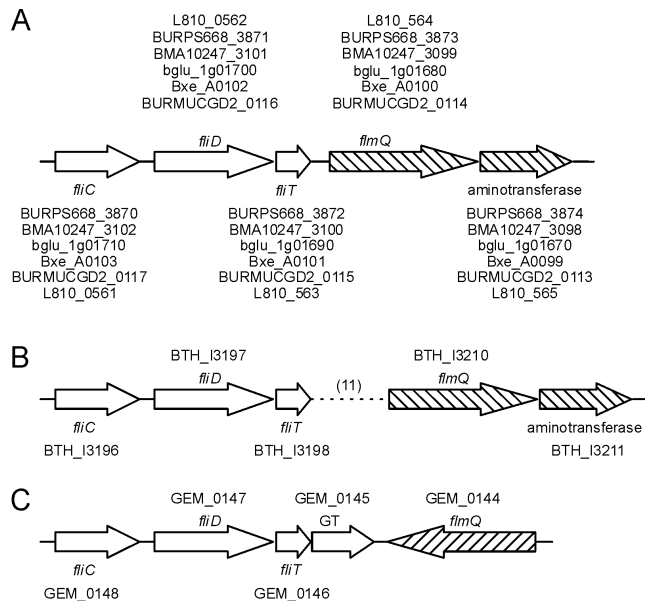 A
L810_0562
BURPS668_3871
BMA10247_3101
bglu_1g01700
Bxe_A0102
BURMUCGD2_0116
L810_564
BURPS668_3873
BMA10247_3099
bglu_1g01680
Bxe_A0100
BURMUCGD2_0114
fliD
flmQ
fliC
fliT
aminotransferase
BURPS668_3870
BMA10247_3102
bglu_1g01710
Bxe_A0103
BURMUCGD2_0117
L810_0561
BURPS668_3872
BMA10247_3100
bglu_1g01690
Bxe_A0101
BURMUCGD2_0115
L810_563
BURPS668_3874
BMA10247_3098
bglu_1g01670
Bxe_A0099
BURMUCGD2_0113
L810_565
B
BTH_I3197
BTH_I3210
fliD
(11)
flmQ
fliC
fliT
aminotransferase
BTH_I3196
BTH_I3198
BTH_I3211
C
GEM_0147
GEM_0145
GEM_0144
fliD
GT
flmQ
fliC
fliT
GEM_0148
GEM_0146